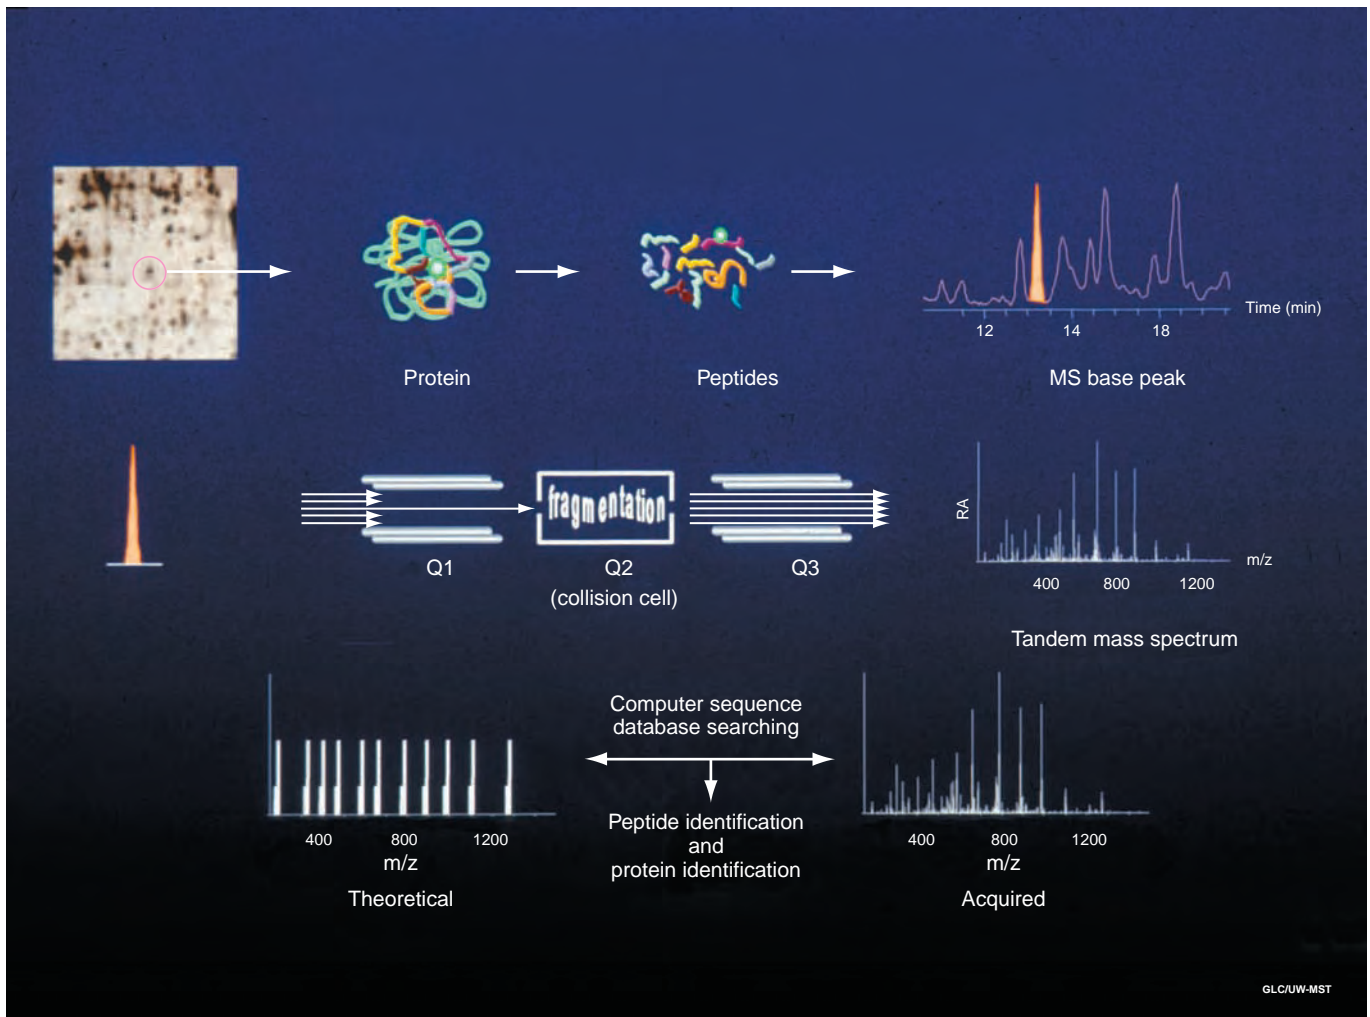 Time (min)
12 14 18
Protein
Peptides
MS base peak
fragmentation
RA
m/z
Q1
Q2
Q3
400 800 1200
(collision cell)
Tandem mass spectrum
Computer sequence
database searching
Peptide identification
and
protein identification
400 800 1200
m/z
Theoretical
400 800 1200
m/z
Acquired
GLC/UW-MST